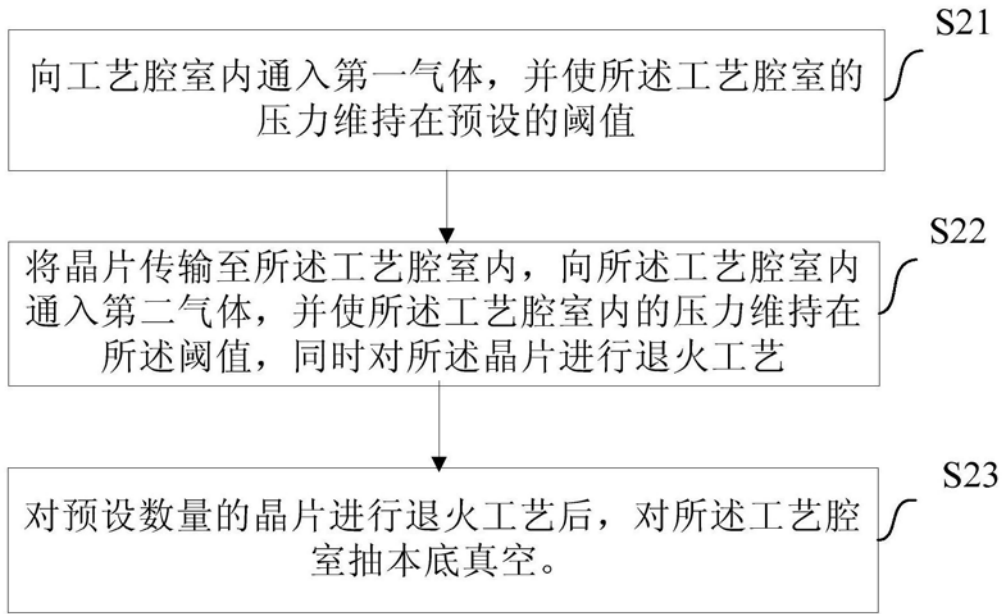 S21
向工艺腔室内通入第一气体，并使所述工艺腔室的
压力维持在预设的阈值
S22
将晶片传输至所述工艺腔室内，向所述工艺腔室内
通入第二气体，并使所述工艺腔室内的压力维持在
所述阈值，同时对所述晶片进行退火工艺
S23
对预设数量的晶片进行退火工艺后，对所述工艺腔
室抽本底真空。